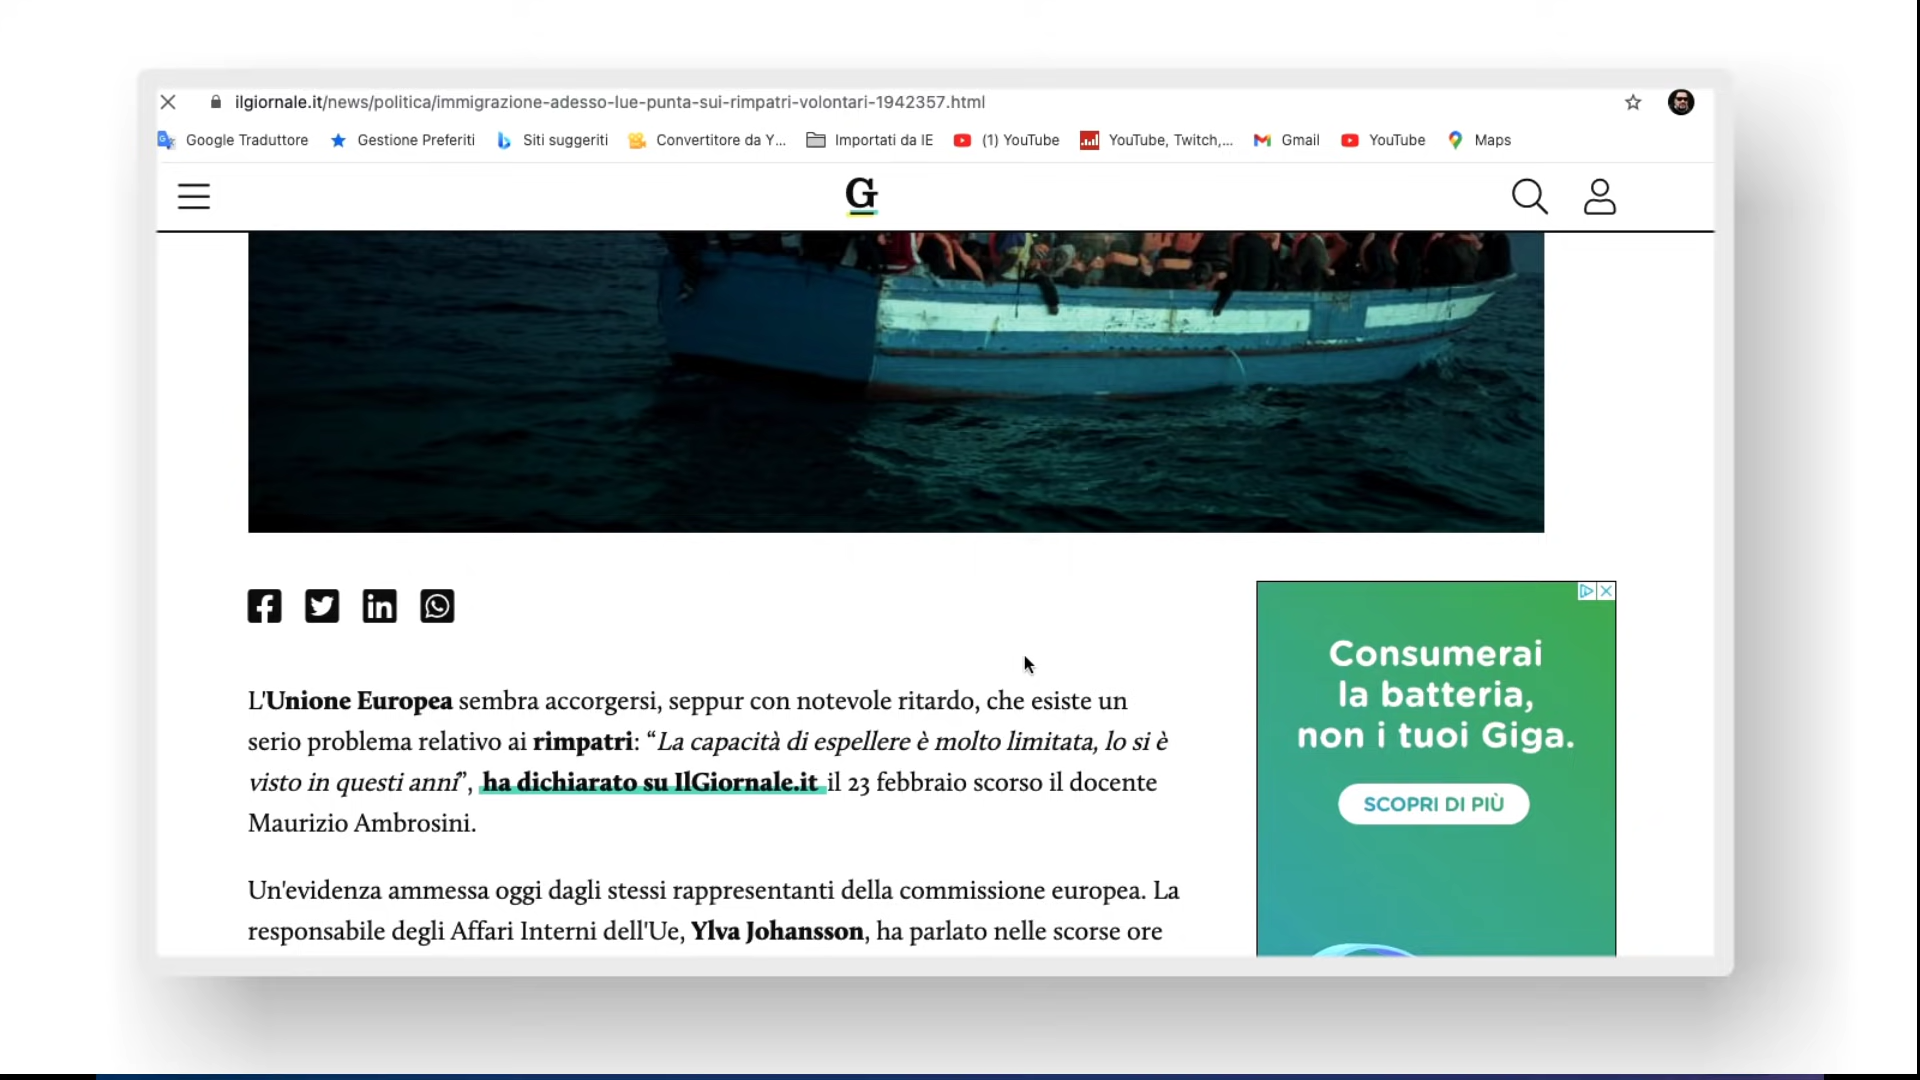 ilgiornale.it/news/politica/immigrazione-adesso-lue-punta-sui-rimpatri-volontari-1942357.html
Google Traduttore Gestione Preferiti Siti suggeriti Convertitore da Y... Importati da IE (1) YouTube YouTube, Twitch,... Gmail YouTube Maps
G
L'Unione Europea sembra accorgersi, seppur con notevole ritardo, che esiste un
serio problema relativo ai rimpatri: “La capacità di espellere è molto limitata, lo si è
visto in questi anni”, ha dichiarato su IlGiornale.it il 23 febbraio scorso il docente
Maurizio Ambrosini.
Un'evidenza ammessa oggi dagli stessi rappresentanti della commissione europea. La
responsabile degli Affari Interni dell'Ue, Ylva Johansson, ha parlato nelle scorse ore
Consumerai
la batteria,
non i tuoi Giga.
SCOPRI DI PIÙ